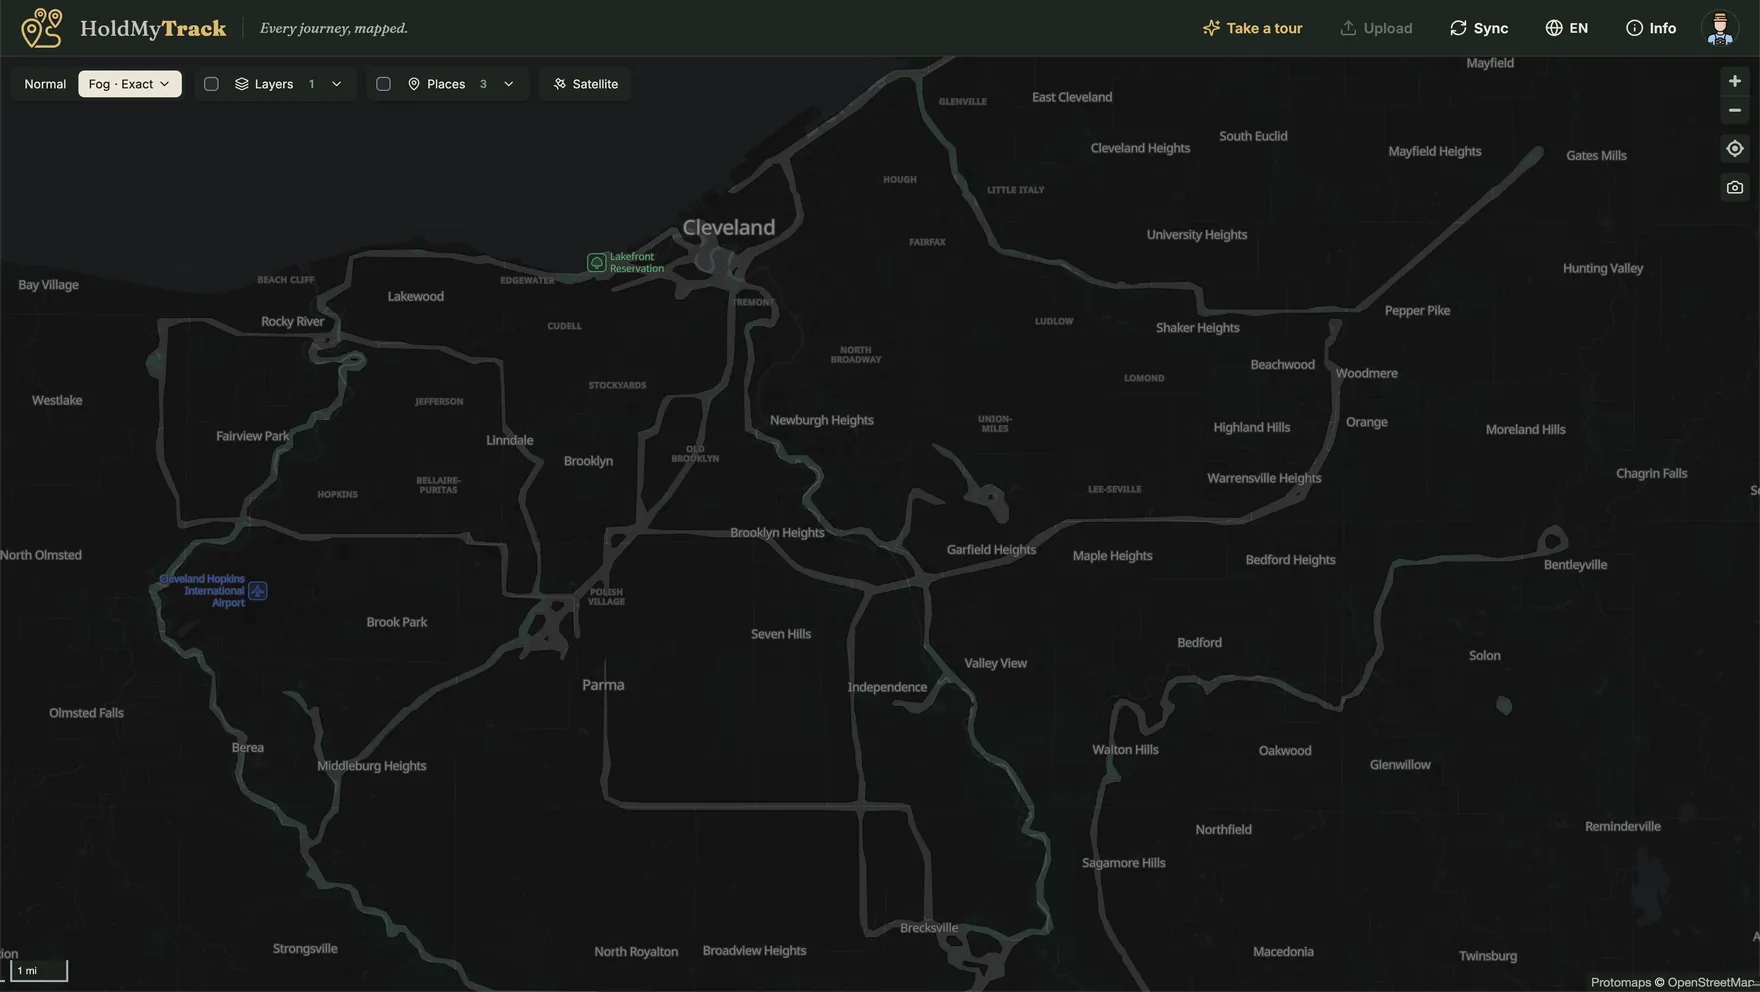 HoldMyTrack
Every journey, mapped.
Take a tour
Upload
Sync
EN
Info
Normal
Fog · Exact
Layers 1
Places 3
Satellite
Mayfield
GLENVILLE
East Cleveland
South Euclid
Cleveland Heights
Mayfield Heights
Gates Mills
HOUGH
LITTLE ITALY
Cleveland
University Heights
FAIRFAX
Lakefront
Reservation
Hunting Valley
Bay Village
BEACH CLIFF
EDGEWATER
Lakewood
TREMONT
Rocky River
CUDELL
LUDLOW
Shaker Heights
Pepper Pike
NORTH
BROADWAY
Beachwood
Woodmere
STOCKYARDS
LOMOND
Westlake
JEFFERSON
Newburgh Heights
UNION-
MILES
Highland Hills
Orange
Moreland Hills
Fairview Park
Linndale
OLD
BROOKLYN
Brooklyn
Chagrin Falls
Warrensville Heights
BELLAIRE-
PURITAS
HOPKINS
LEE-SEVILLE
Brooklyn Heights
North Olmsted
Garfield Heights
Maple Heights
Bedford Heights
Bentleyville
Cleveland Hopkins
International
Airport
POLISH
VILLAGE
Brook Park
Seven Hills
Bedford
Valley View
Solon
Parma
Independence
Olmsted Falls
Berea
Walton Hills
Oakwood
Middleburg Heights
Glenwillow
Northfield
Reminderville
Sagamore Hills
Brecksville
Strongsville
North Royalton
Broadview Heights
Macedonia
Twinsburg
1 mi
Protomaps © OpenStreetMap